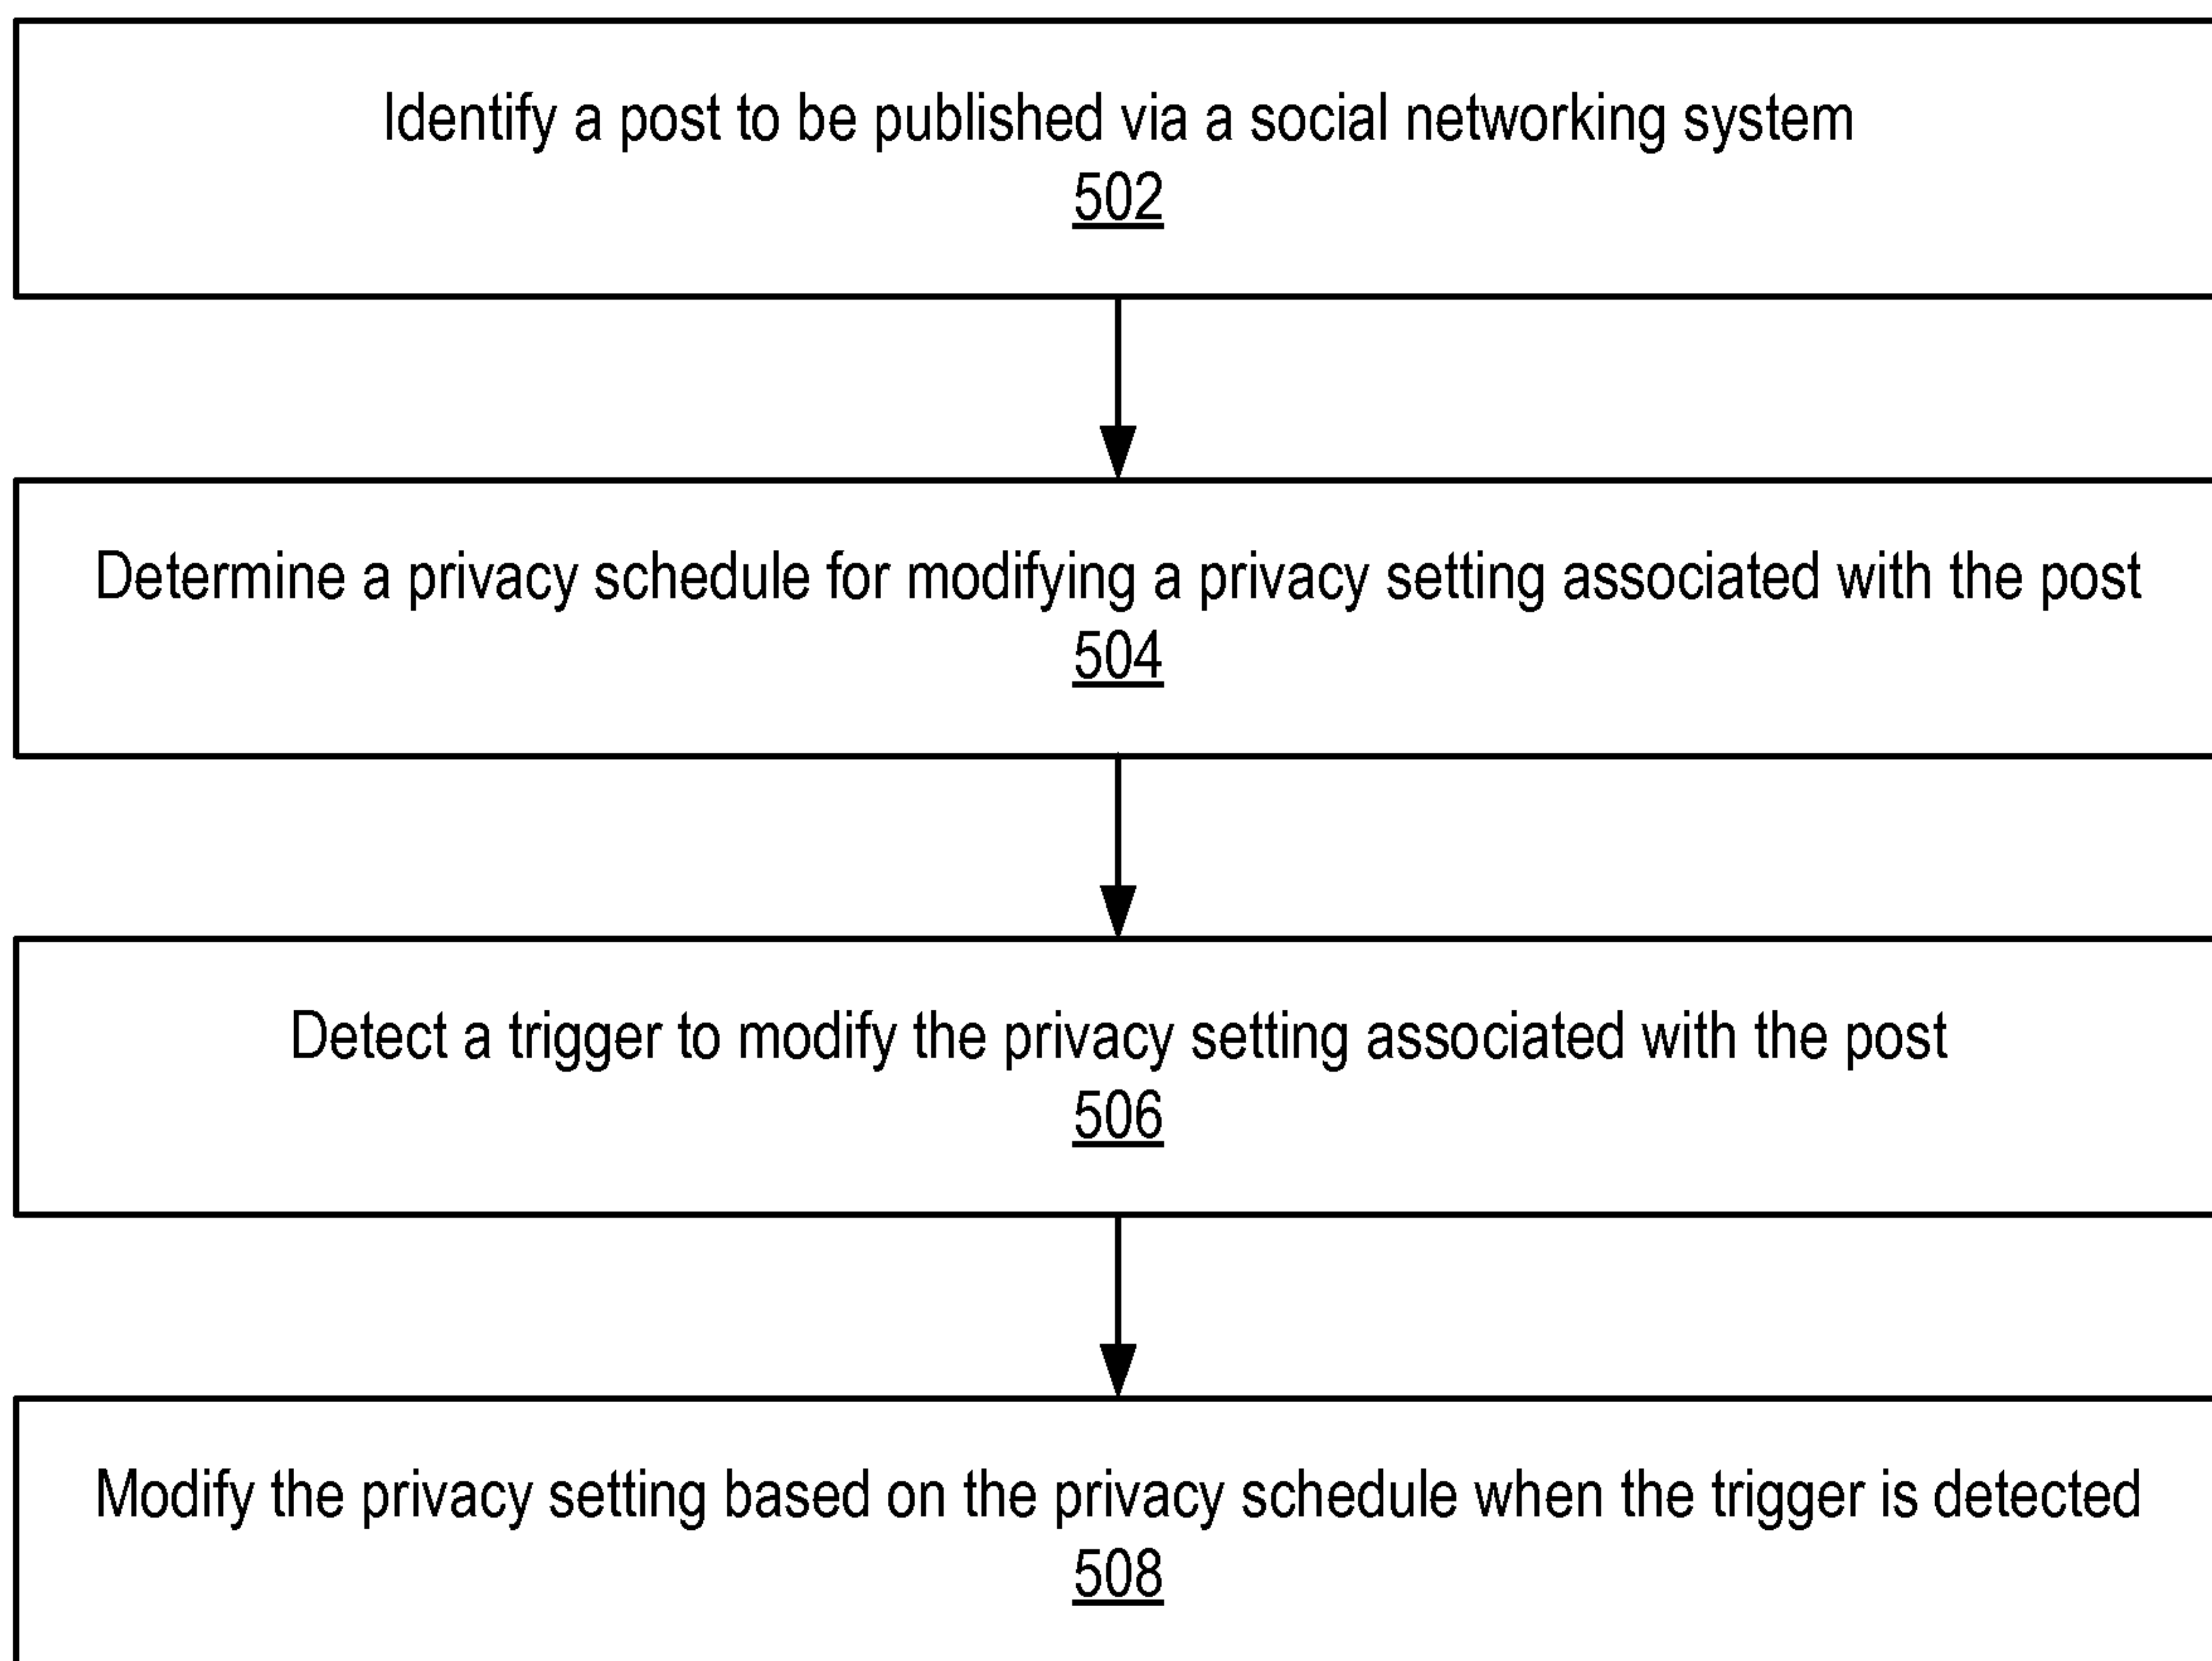 Identify a post to be published via a social networking system
502
Determine a privacy schedule for modifying a privacy setting associated with the post
504
Detect a trigger to modify the privacy setting associated with the post
506
Modify the privacy setting based on the privacy schedule when the trigger is detected
508